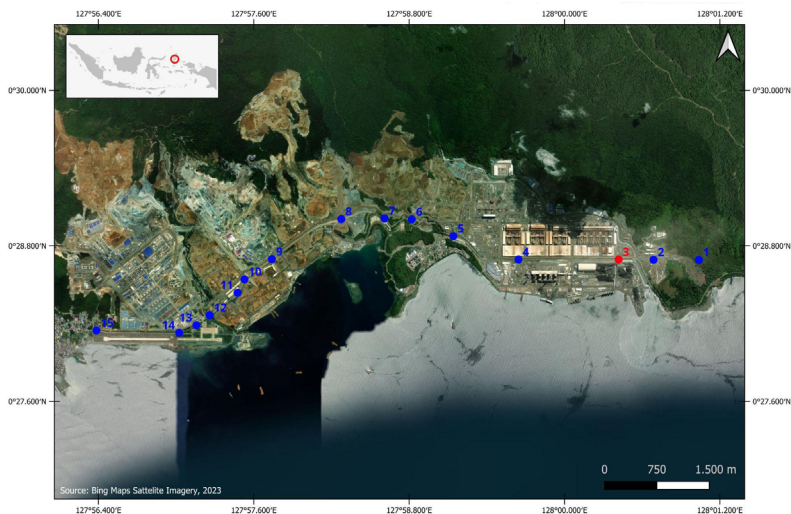 127°56.400'E 127°57.600'E 127°58.800'E 128°00.000'E 128°01.200'E
0°30.000'N 0°30.000'N
8 7 6
5
0°28.800'N 9 4 3 2 1 0°28.800'N
10
11
12
13
15 14
0°27.600'N 0°27.600'N
0 750 1.500 m
Source: Bing Maps Sattelite Imagery, 2023
127°56.400'E 127°57.600'E 127°58.800'E 128°00.000'E 128°01.200'E